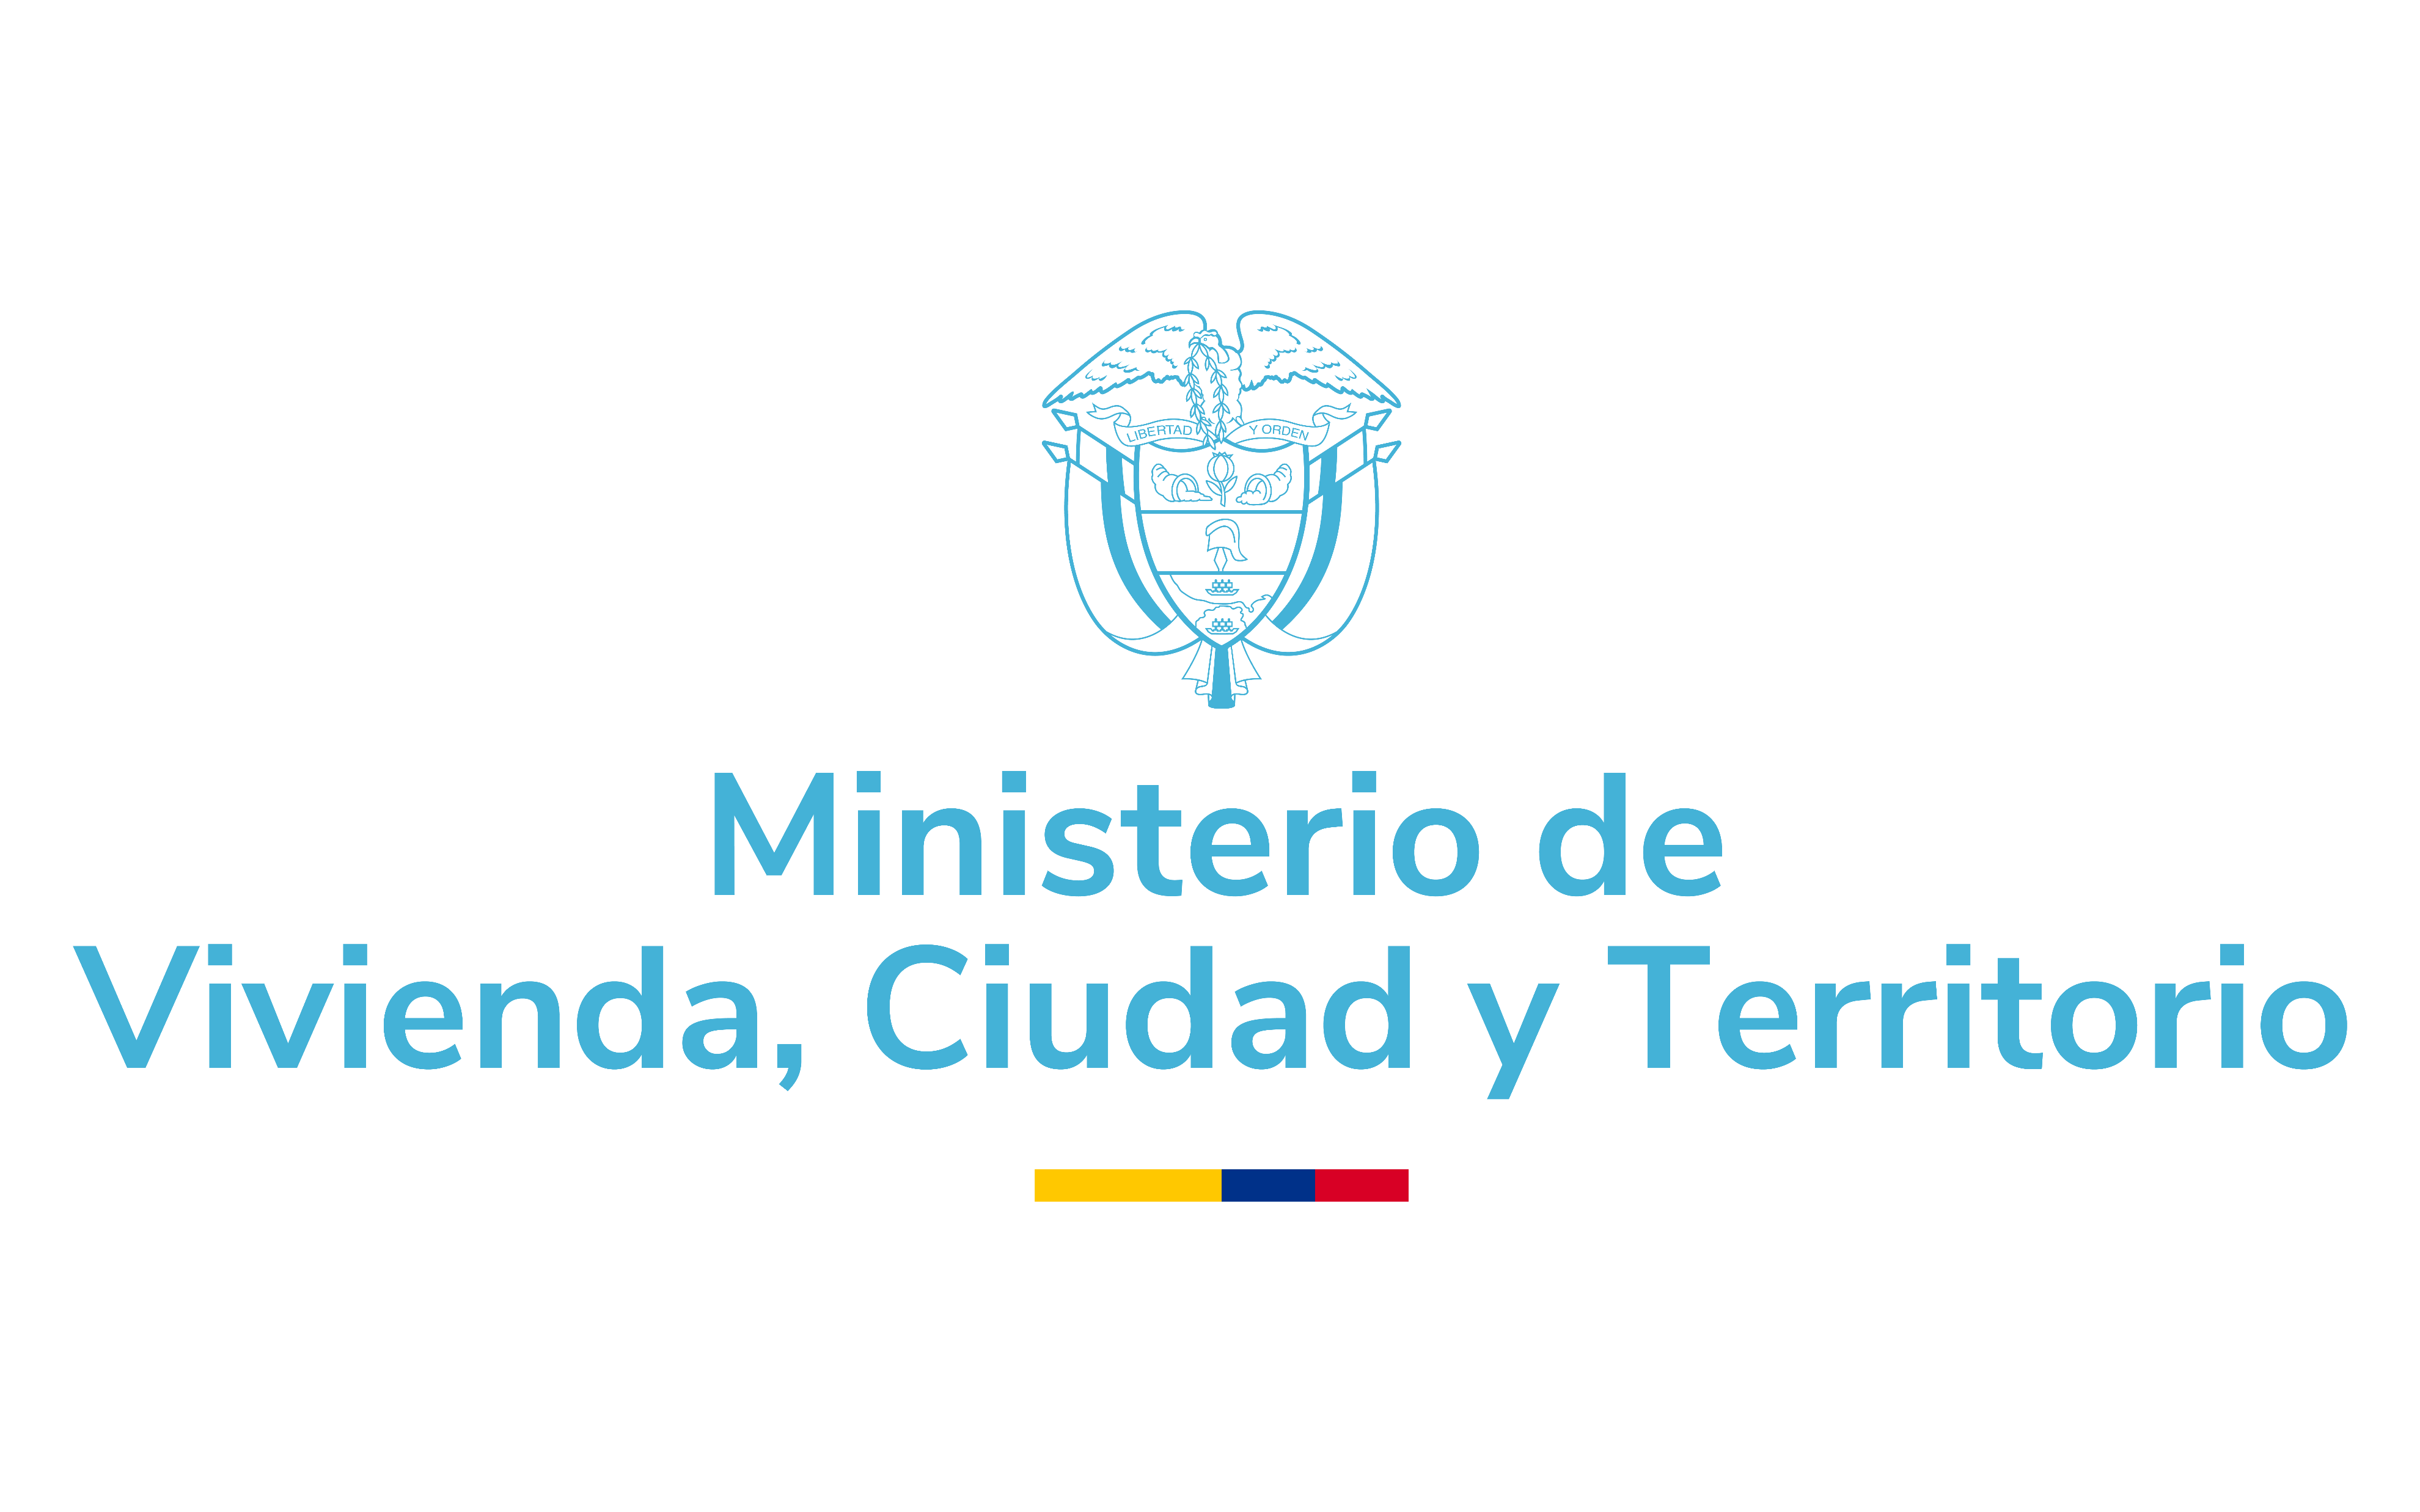 LIBERTAD Y ORDEN
Ministerio de
Vivienda, Ciudad y Territorio